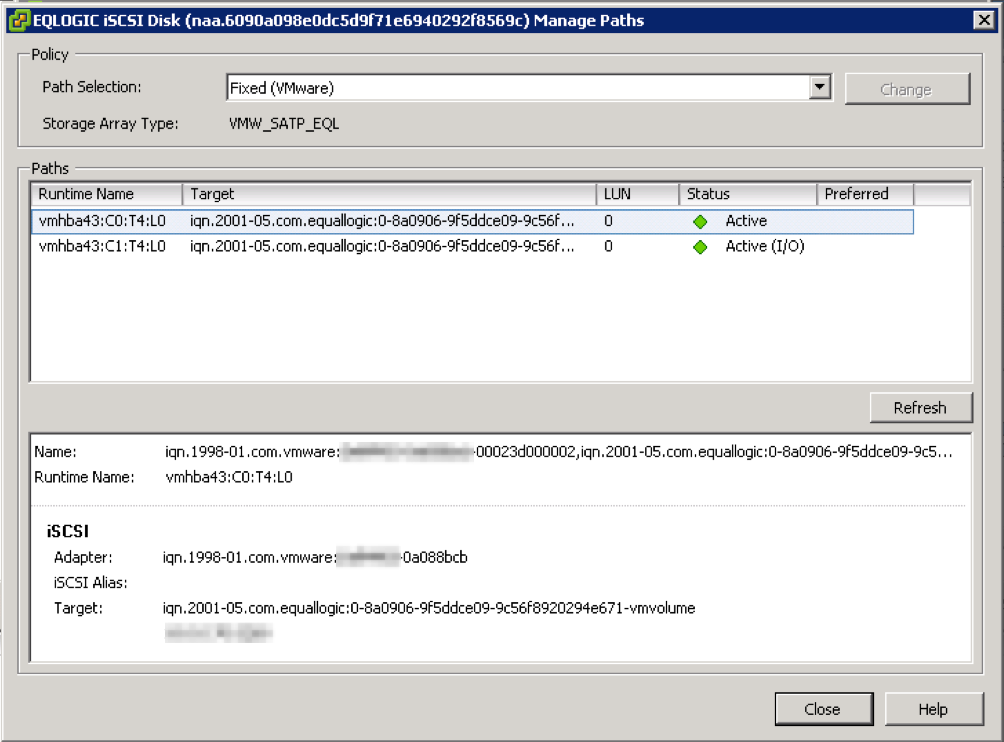 EQLOGIC iSCSI Disk (naa.6090a098e0dc5d9f71e6940292f8569c) Manage Paths
Policy
Path Selection: Fixed (VMware) Change
Storage Array Type: VMW_SATP_EQL
Paths
Runtime Name Target LUN Status Preferred
vmhba43:C0:T4:L0 iqn.2001-05.com.equallogic:0-8a0906-9f5ddce09-9c56f... 0 Active
vmhba43:C1:T4:L0 iqn.2001-05.com.equallogic:0-8a0906-9f5ddce09-9c56f... 0 Active (I/O)
Refresh
Name: iqn.1998-01.com.vmware: -00023d000002,iqn.2001-05.com.equallogic:0-8a0906-9f5ddce09-9c5...
Runtime Name: vmhba43:C0:T4:L0
iSCSI
Adapter: iqn.1998-01.com.vmware: -0a088bcb
iSCSI Alias:
Target: iqn.2001-05.com.equallogic:0-8a0906-9f5ddce09-9c56f8920294e671-vmvolume
Close Help